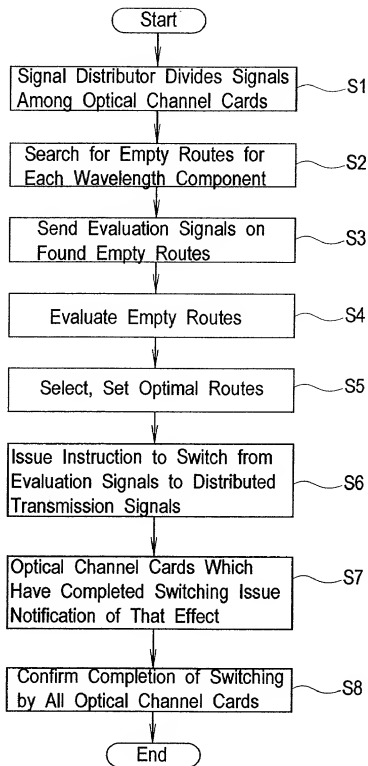 Start
Signal Distributor Divides Signals
Among Optical Channel Cards
S1
Search for Empty Routes for
Each Wavelength Component
S2
Send Evaluation Signals on
Found Empty Routes
S3
Evaluate Empty Routes
S4
Select, Set Optimal Routes
S5
Issue Instruction to Switch from
Evaluation Signals to Distributed
Transmission Signals
S6
Optical Channel Cards Which
Have Completed Switching Issue
Notification of That Effect
S7
Confirm Completion of Switching
by All Optical Channel Cards
S8
End